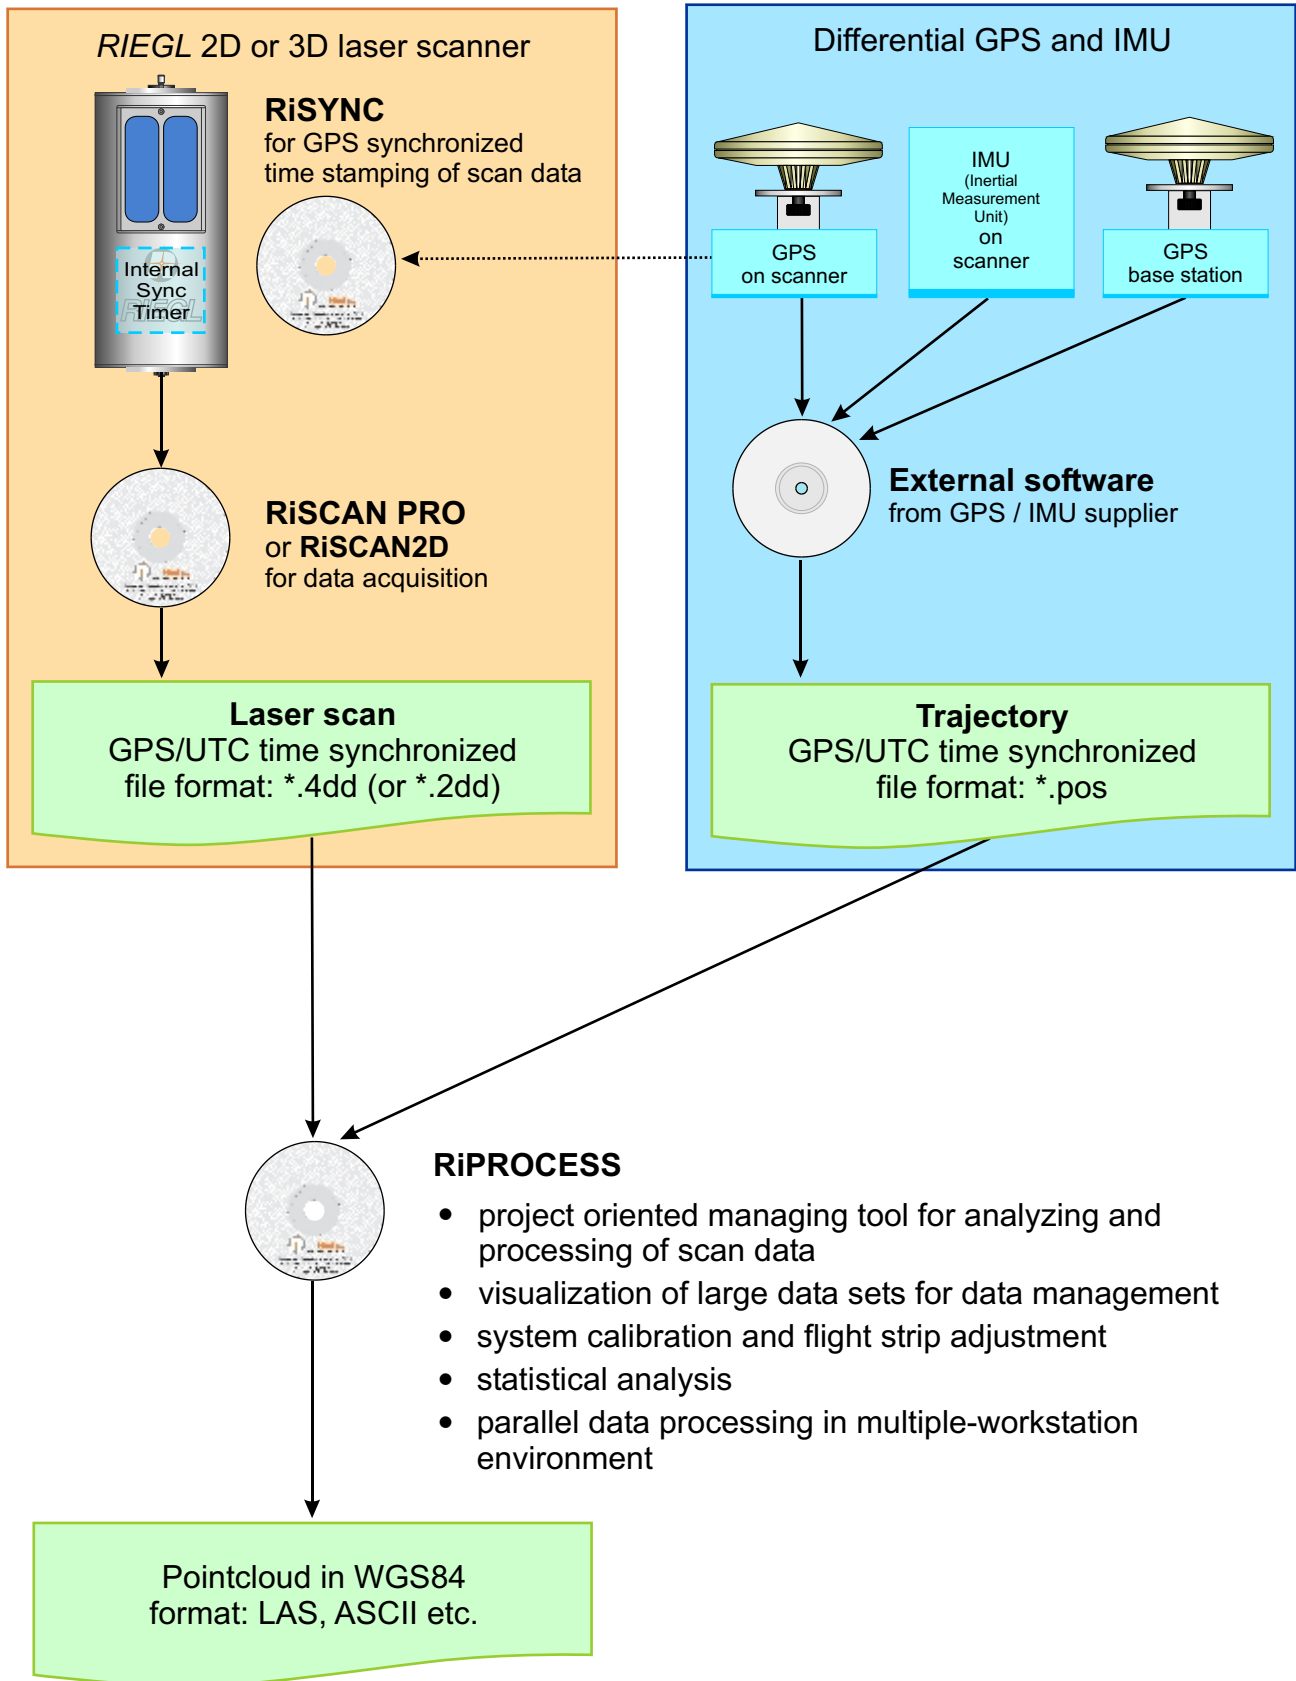 RIEGL 2D or 3D laser scanner
RiSYNC
for GPS synchronized
time stamping of scan data
Internal
Sync
Timer
RIEGL
RiSCAN PRO
or RiSCAN2D
for data acquisition
Laser scan
GPS/UTC time synchronized
file format: *.4dd (or *.2dd)
Differential GPS and IMU
GPS
on scanner
IMU
(Inertial
Measurement
Unit)
on
scanner
GPS
base station
External software
from GPS / IMU supplier
Trajectory
GPS/UTC time synchronized
file format: *.pos
RiPROCESS
• project oriented managing tool for analyzing and
processing of scan data
• visualization of large data sets for data management
• system calibration and flight strip adjustment
• statistical analysis
• parallel data processing in multiple-workstation
environment
Pointcloud in WGS84
format: LAS, ASCII etc.